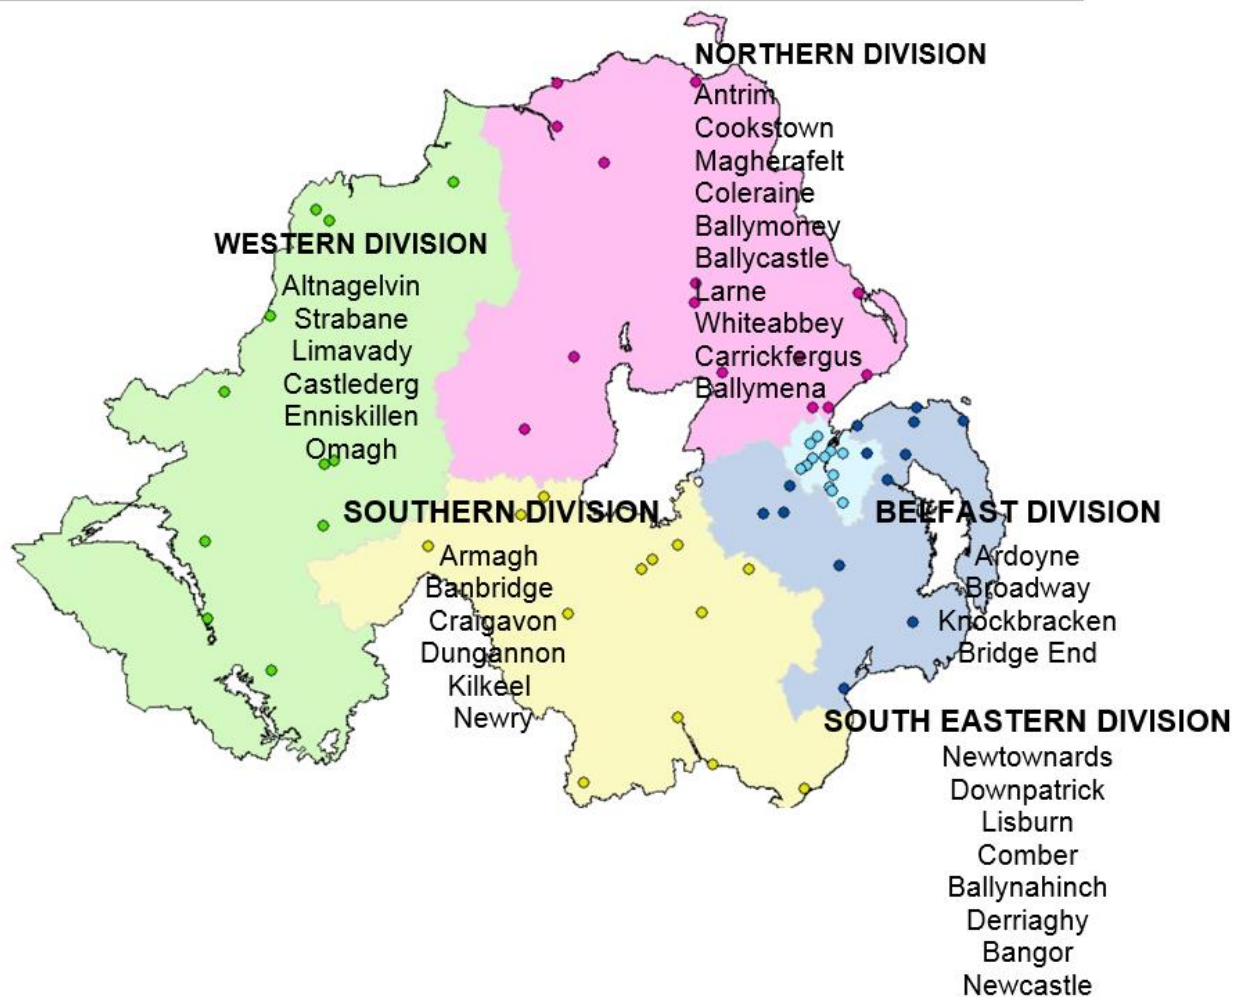 NORTHERN DIVISION
Antrim
Cookstown
Magherafelt
Coleraine
Ballymoney
Ballycastle
Larne
Whiteabbey
Carrickfergus
Ballymena
WESTERN DIVISION
Altnagelvin
Strabane
Limavady
Castlederg
Enniskillen
Omagh
SOUTHERN DIVISION
Armagh
Banbridge
Craigavon
Dungannon
Kilkeel
Newry
BELFAST DIVISION
Ardoyne
Broadway
Knockbracken
Bridge End
SOUTH EASTERN DIVISION
Newtownards
Downpatrick
Lisburn
Comber
Ballynahinch
Derriaghy
Bangor
Newcastle